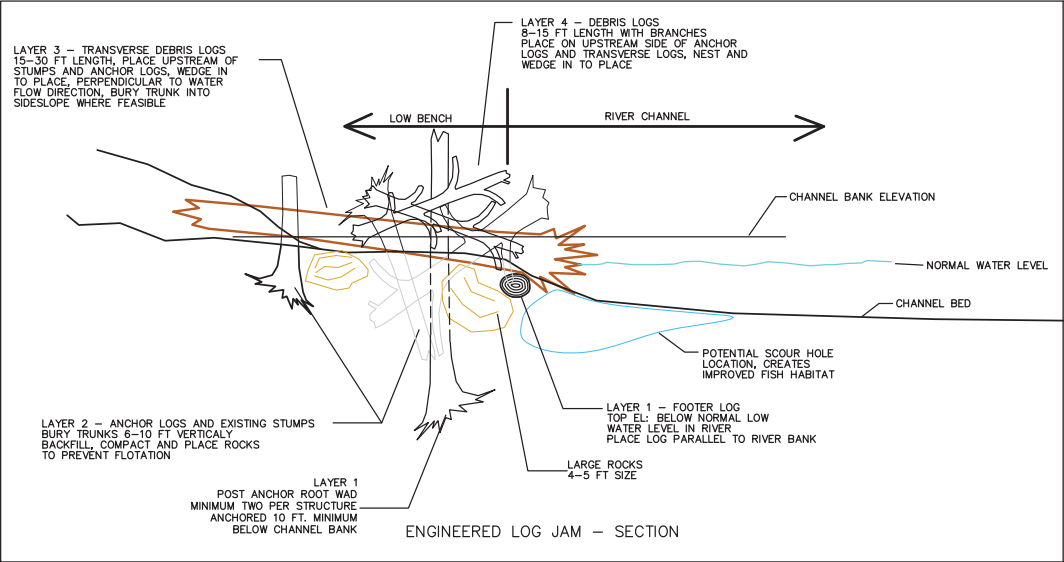 LAYER 3 – TRANSVERSE DEBRIS LOGS
15–30 FT LENGTH, PLACE UPSTREAM OF
STUMPS AND ANCHOR LOGS, WEDGE IN
TO PLACE, PERPENDICULAR TO WATER
FLOW DIRECTION, BURY TRUNK INTO
SIDESLOPE WHERE FEASIBLE
LAYER 4 – DEBRIS LOGS
8–15 FT LENGTH WITH BRANCHES
PLACE ON UPSTREAM SIDE OF ANCHOR
LOGS AND TRANSVERSE LOGS, NEST AND
WEDGE IN TO PLACE
LOW BENCH
RIVER CHANNEL
CHANNEL BANK ELEVATION
NORMAL WATER LEVEL
CHANNEL BED
POTENTIAL SCOUR HOLE
LOCATION, CREATES
IMPROVED FISH HABITAT
LAYER 1 – FOOTER LOG
TOP EL: BELOW NORMAL LOW
WATER LEVEL IN RIVER
PLACE LOG PARALLEL TO RIVER BANK
LAYER 2 – ANCHOR LOGS AND EXISTING STUMPS
BURY TRUNKS 6–10 FT VERTICALY
BACKFILL, COMPACT AND PLACE ROCKS
TO PREVENT FLOTATION
LARGE ROCKS
4–5 FT SIZE
LAYER 1
POST ANCHOR ROOT WAD
MINIMUM TWO PER STRUCTURE
ANCHORED 10 FT. MINIMUM
BELOW CHANNEL BANK
ENGINEERED LOG JAM – SECTION